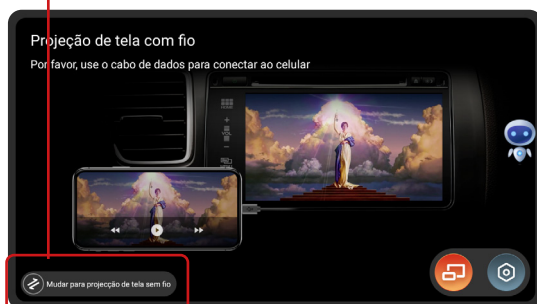 Projeção de tela com fio
Por favor, use o cabo de dados para conectar ao celular
VOL
Mudar para projecção de tela sem fio